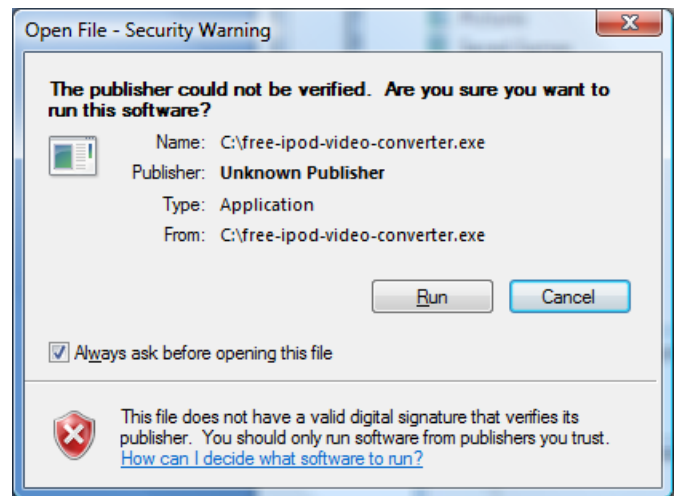 Open File - Security Warning
The publisher could not be verified. Are you sure you want to
run this software?
Name: C:\free-ipod-video-converter.exe
Publisher: Unknown Publisher
Type: Application
From: C:\free-ipod-video-converter.exe
Run Cancel
Always ask before opening this file
This file does not have a valid digital signature that verifies its
publisher. You should only run software from publishers you trust.
How can I decide what software to run?